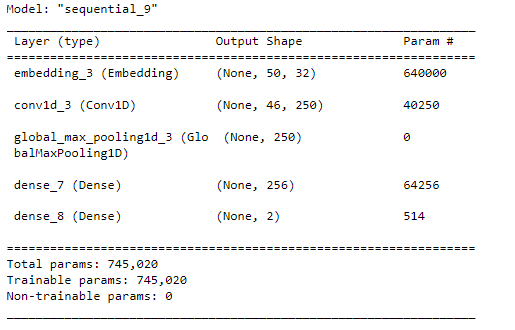 Model: "sequential_9"
Layer (type) Output Shape Param #
embedding_3 (Embedding) (None, 50, 32) 640000
conv1d_3 (Conv1D) (None, 46, 250) 40250
global_max_pooling1d_3 (Glo (None, 250) 0
balMaxPooling1D)
dense_7 (Dense) (None, 256) 64256
dense_8 (Dense) (None, 2) 514
Total params: 745,020
Trainable params: 745,020
Non-trainable params: 0